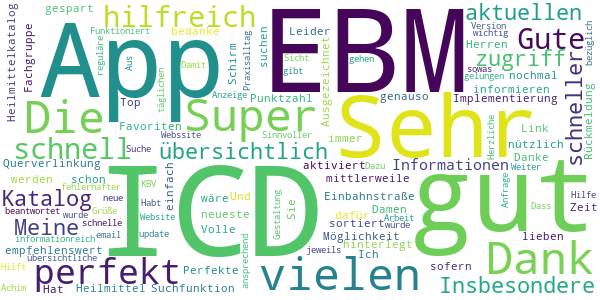 gespart
hilfreich
aktuellen
App
EBM
Funktioniert
bedanke
Leider
suchen
Version
wichtig
Gute
bezüglich
Heilmittelkatalog
Fachgruppe
reguläre
Aus
Schirm
Damit
Praxisalltag
Sicht
gibt
Ausgezeichnet
zugriff
Herren
gehen
sowas
gelungen
nochmal
informieren
schnellere
Rückmeldung
Die
Super
Sehr
täglichen
Top
Anzeige
Punktzahl
genauso
Implementierung
Favoriten
Website
Sinnvoller
immer
Link
nützlich
Herzliche
schnell
übersichtlich
Suche
Danke
Querverlinkung
aktiviert
Dazu
Informationen
Weiter
werden
schon
fehlerhafter
KBV
einfach
mittlerweile
Einbahnstraße
ICD
gut
Katalog
neue
wäre
Und
dafür
Damen
Arbeit
Anfrage
Hilfe
beantwortet
wurde
Habt
Website
neueste
Gestaltung
Sie
sortiert
wurde
Möglichkeit
Zeit
Meine
schnelle
Grüße
email
update
Volle
hinterlegt
Ich
Dass
lieben
Dank
empfehlenswert
informationreich
übersichtliche
Perfekte
ansprechend
jeweils
sofern
Hilft
perfekt
vielen
Insbesondere
Achim
Hat
Heilmittel
Suchfunktion